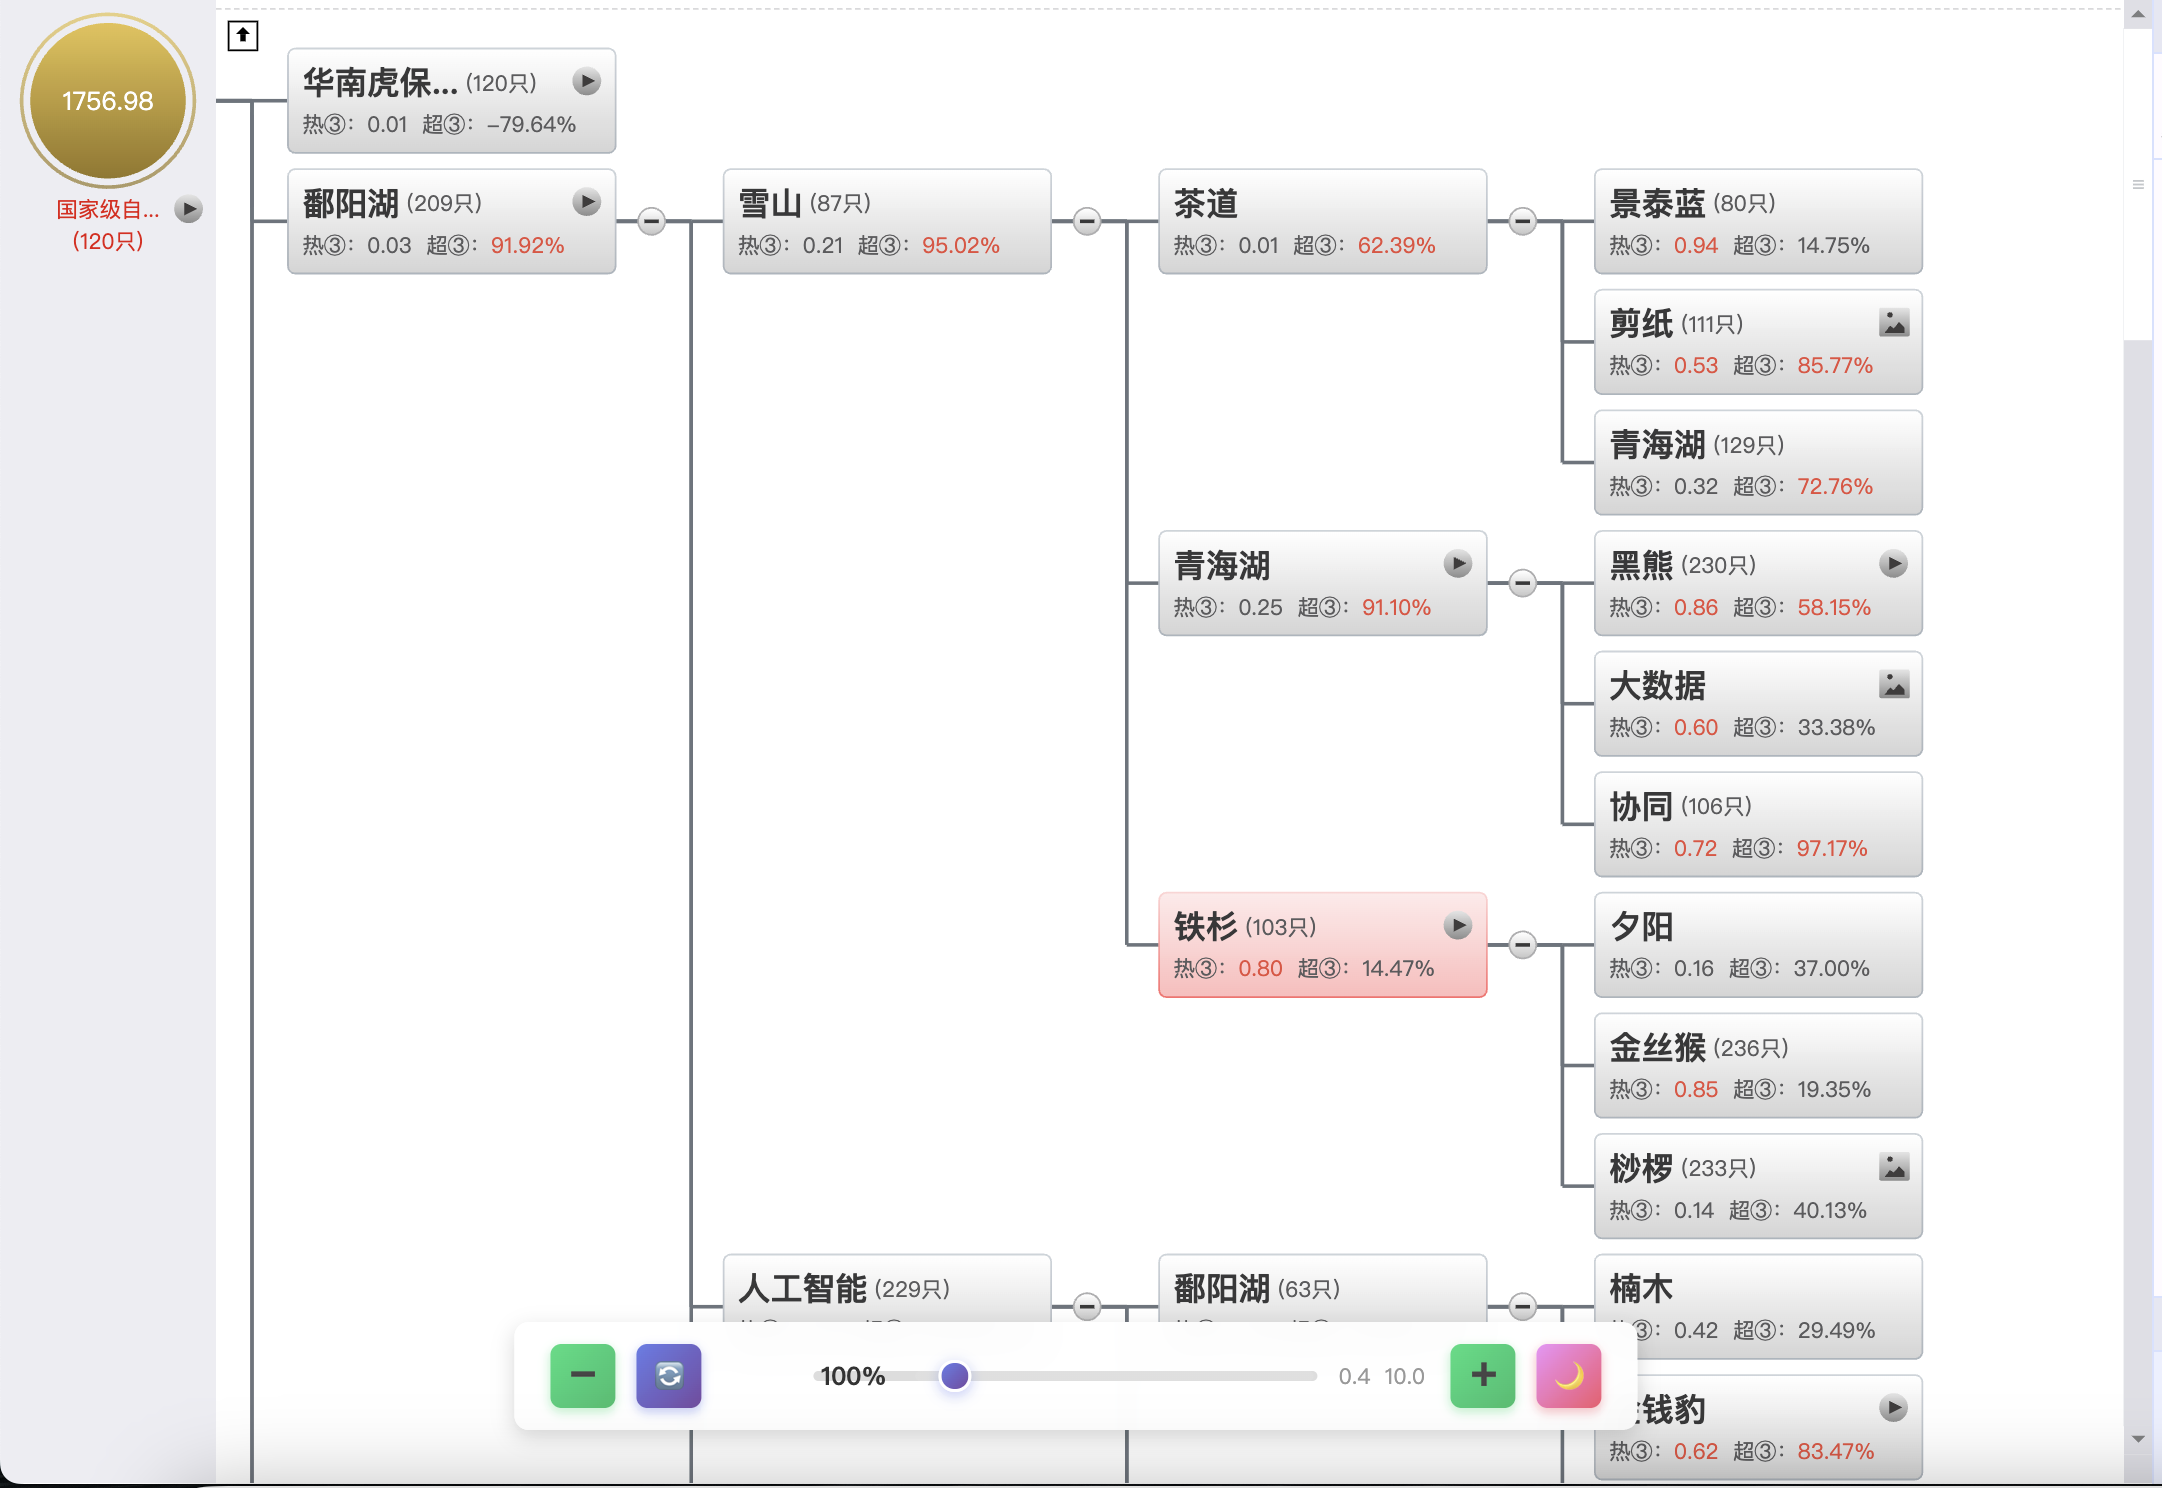 1756.98
国家级自...
(120只)
华南虎保... (120只)
热③： 0.01 超③： −79.64%
鄱阳湖 (209只)
热③： 0.03 超③： 91.92%
雪山 (87只)
热③： 0.21 超③： 95.02%
茶道
热③： 0.01 超③： 62.39%
景泰蓝 (80只)
热③： 0.94 超③： 14.75%
剪纸 (111只)
热③： 0.53 超③： 85.77%
青海湖 (129只)
热③： 0.32 超③： 72.76%
青海湖
热③： 0.25 超③： 91.10%
黑熊 (230只)
热③： 0.86 超③： 58.15%
大数据
热③： 0.60 超③： 33.38%
协同 (106只)
热③： 0.72 超③： 97.17%
铁杉 (103只)
热③： 0.80 超③： 14.47%
夕阳
热③： 0.16 超③： 37.00%
金丝猴 (236只)
热③： 0.85 超③： 19.35%
桫椤 (233只)
热③： 0.14 超③： 40.13%
人工智能 (229只)
鄱阳湖 (63只)
楠木
③： 0.42 超③： 29.49%
钱豹
热③： 0.62 超③： 83.47%
100%
0.4 10.0